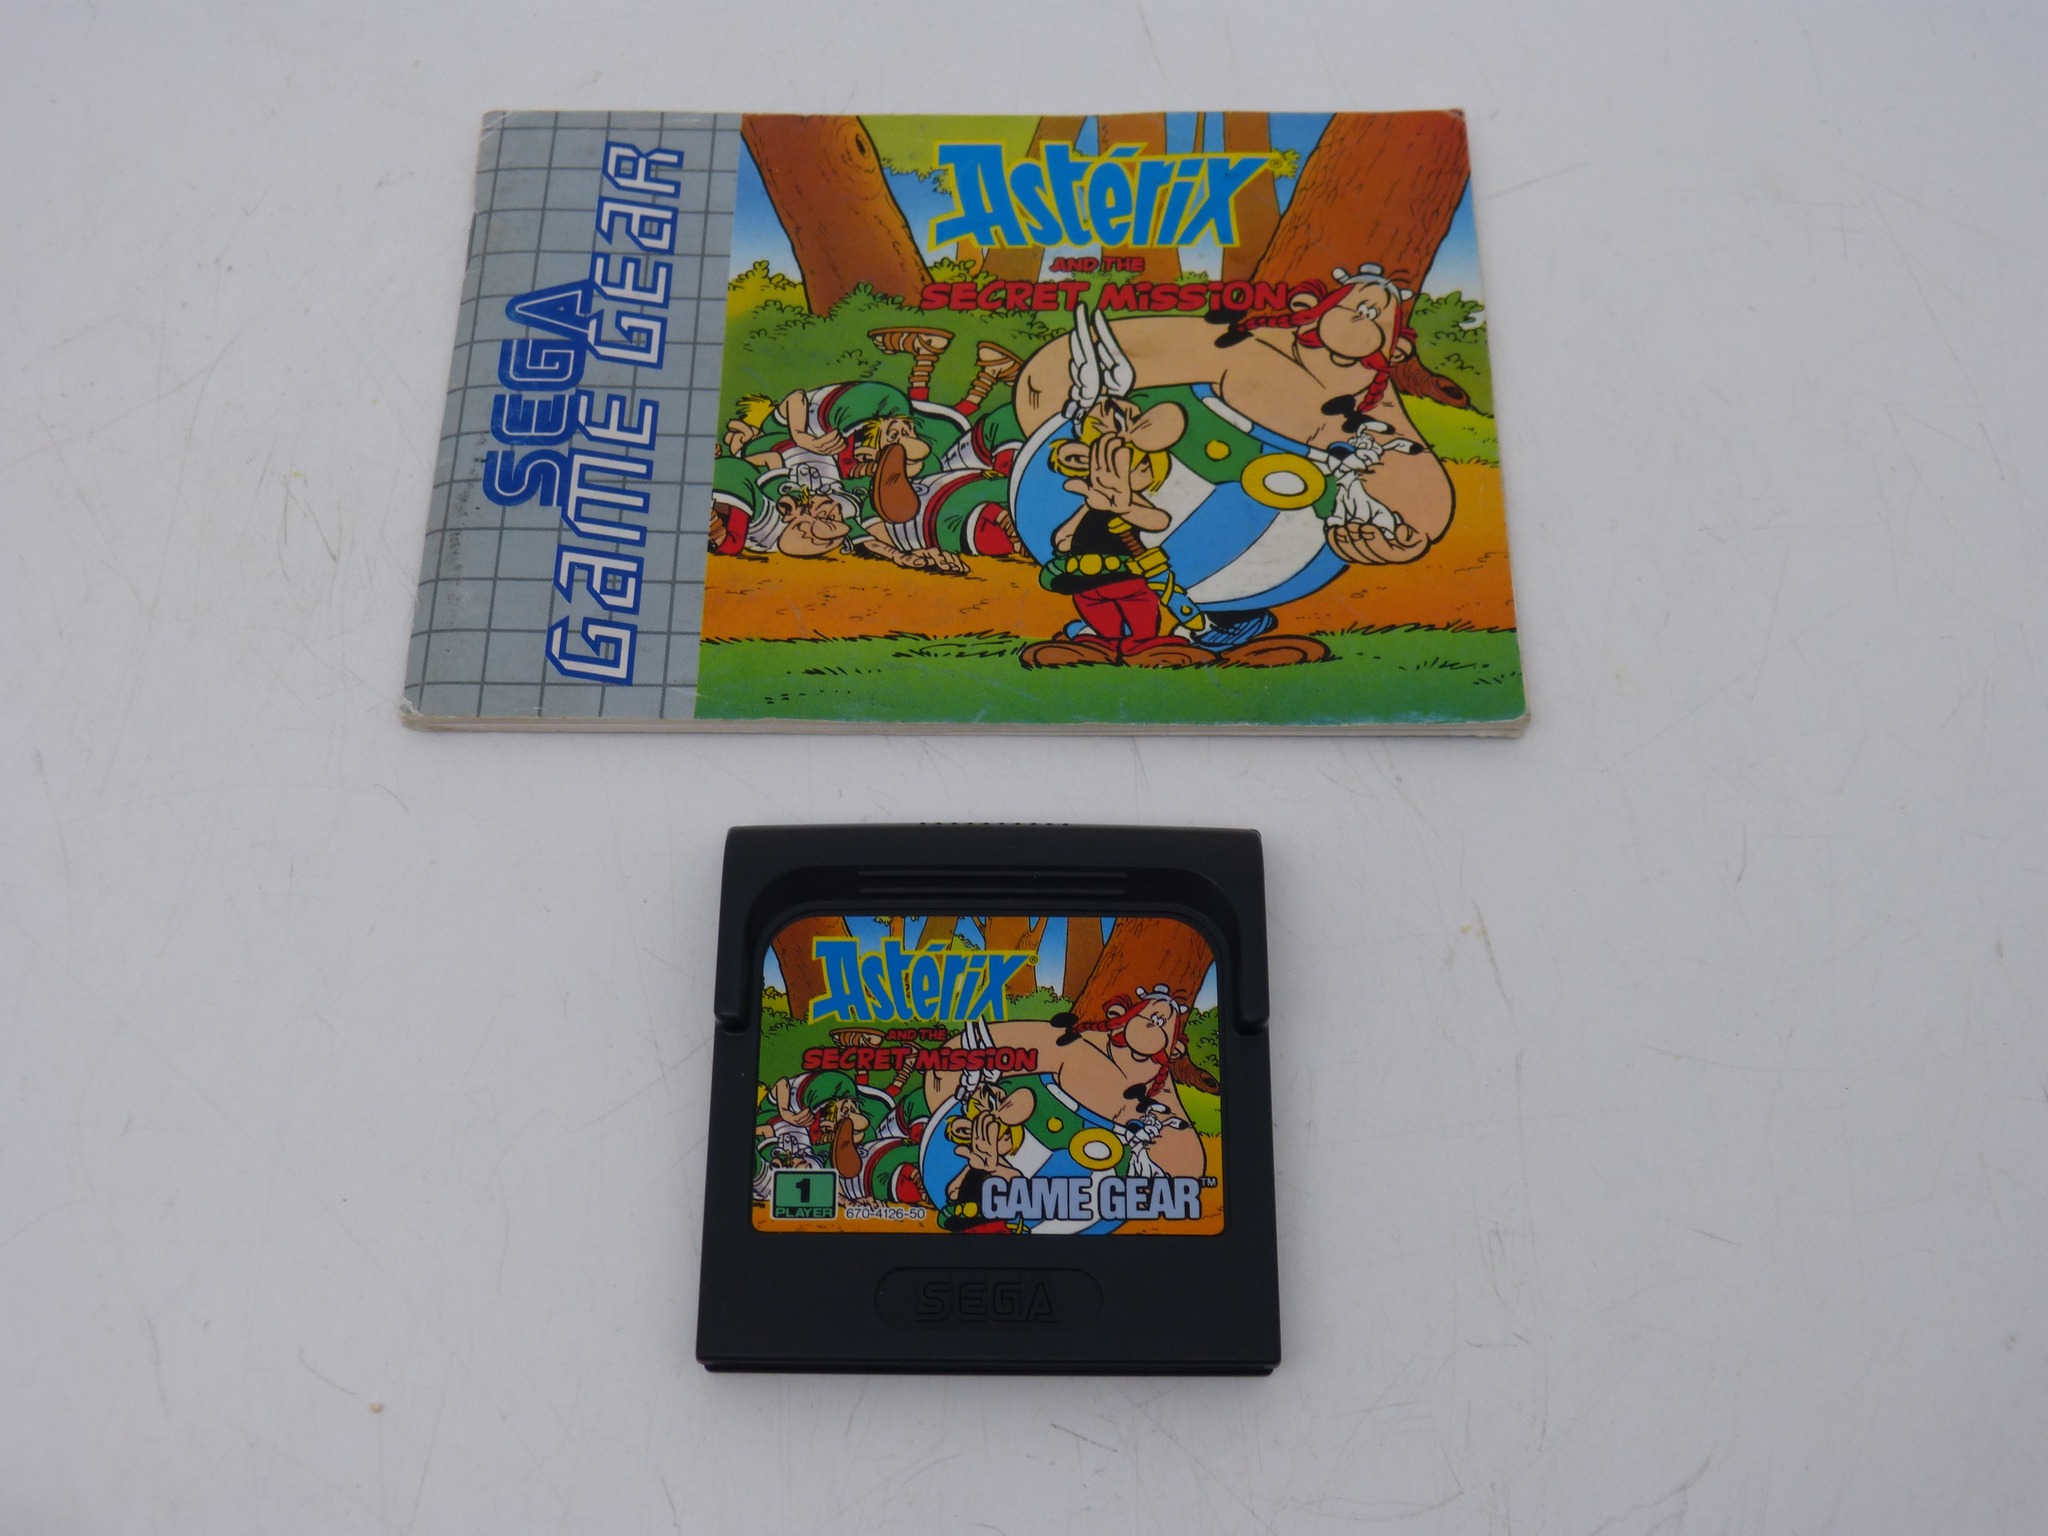 SEGA
GAME GEAR
Astérix®
AND THE
SECRET MISSION
Astérix®
AND THE
SECRET MISSION
1
PLAYER
670-4126-50
GAME GEAR™
SEGA